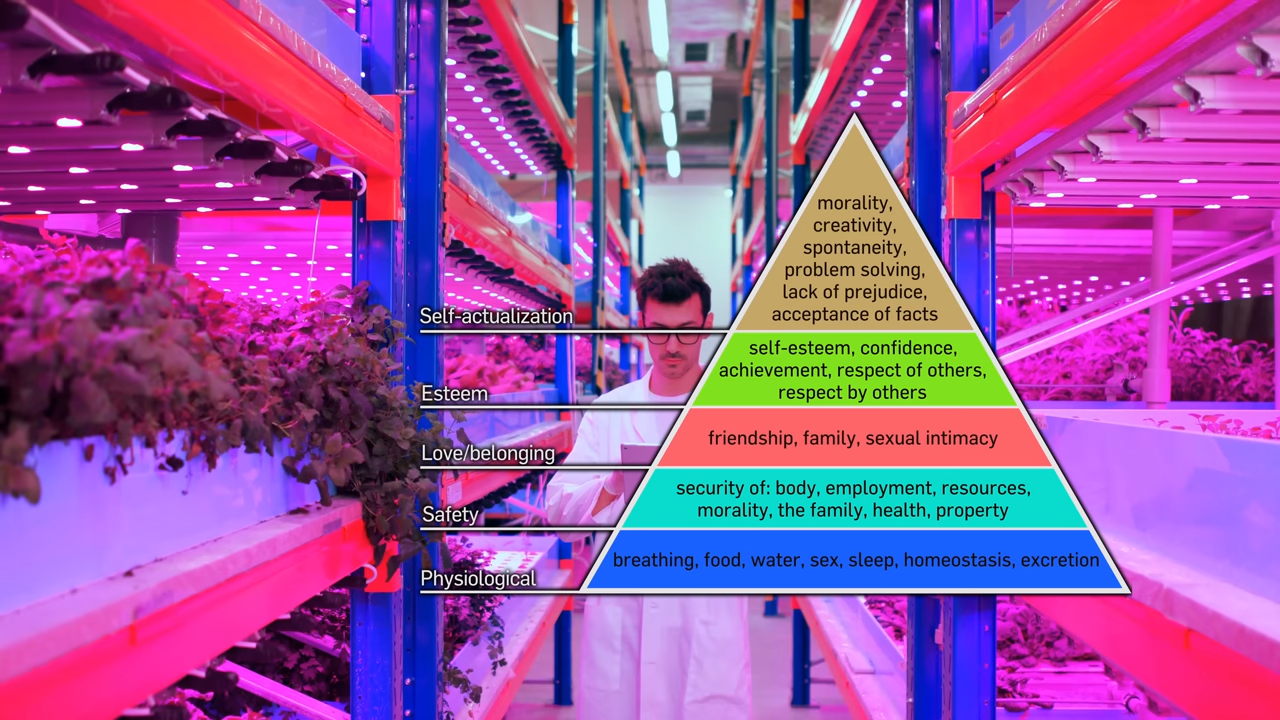 morality,
creativity,
spontaneity,
problem solving,
lack of prejudice,
acceptance of facts
Self-actualization
self-esteem, confidence,
achievement, respect of others,
respect by others
Esteem
friendship, family, sexual intimacy
Love/belonging
security of: body, employment, resources,
morality, the family, health, property
Safety
breathing, food, water, sex, sleep, homeostasis, excretion
Physiological